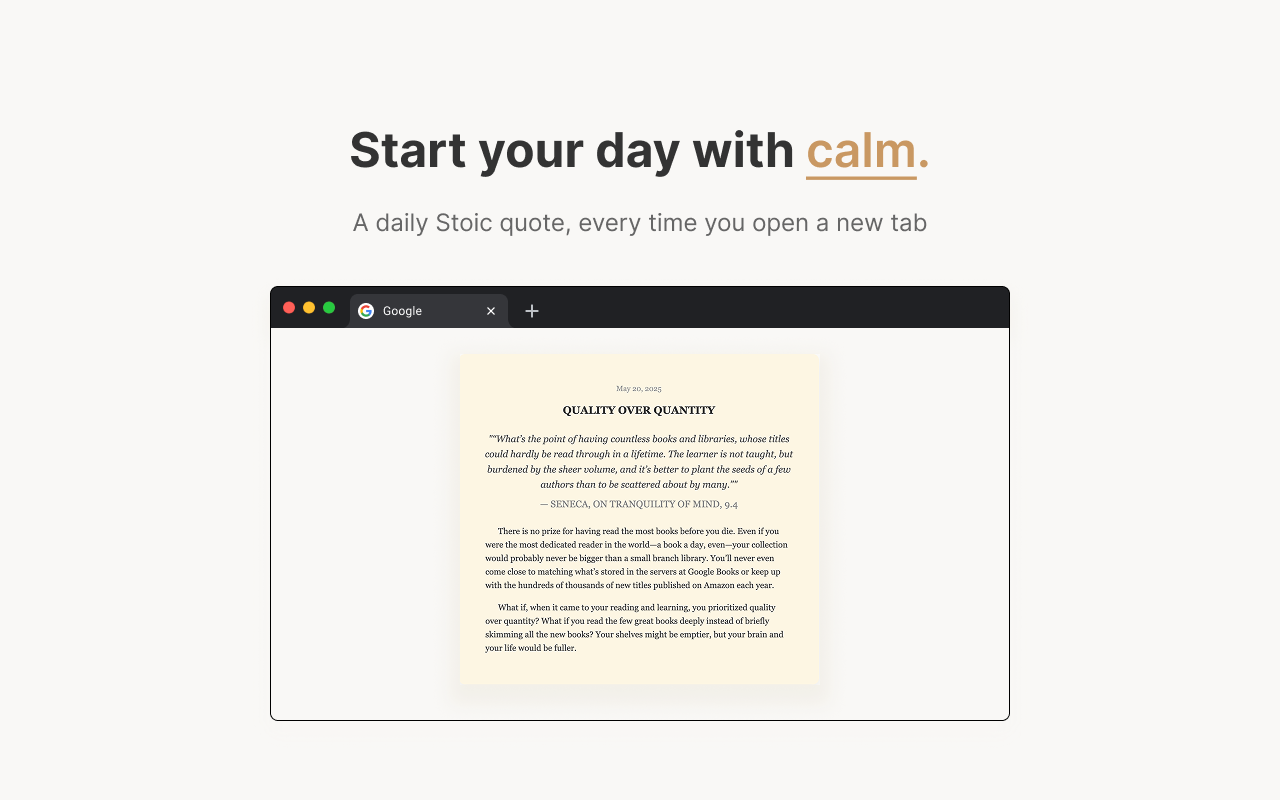 Start your day with calm.
A daily Stoic quote, every time you open a new tab
Google
May 20, 2025
QUALITY OVER QUANTITY
"“What’s the point of having countless books and libraries, whose titles
could hardly be read through in a lifetime. The learner is not taught, but
burdened by the sheer volume, and it’s better to plant the seeds of a few
authors than to be scattered about by many.”"
— SENECA, ON TRANQUILITY OF MIND, 9.4
There is no prize for having read the most books before you die. Even if you
were the most dedicated reader in the world—a book a day, even—your collection
would probably never be bigger than a small branch library. You’ll never even
come close to matching what’s stored in the servers at Google Books or keep up
with the hundreds of thousands of new titles published on Amazon each year.
What if, when it came to your reading and learning, you prioritized quality
over quantity? What if you read the few great books deeply instead of briefly
skimming all the new books? Your shelves might be emptier, but your brain and
your life would be fuller.